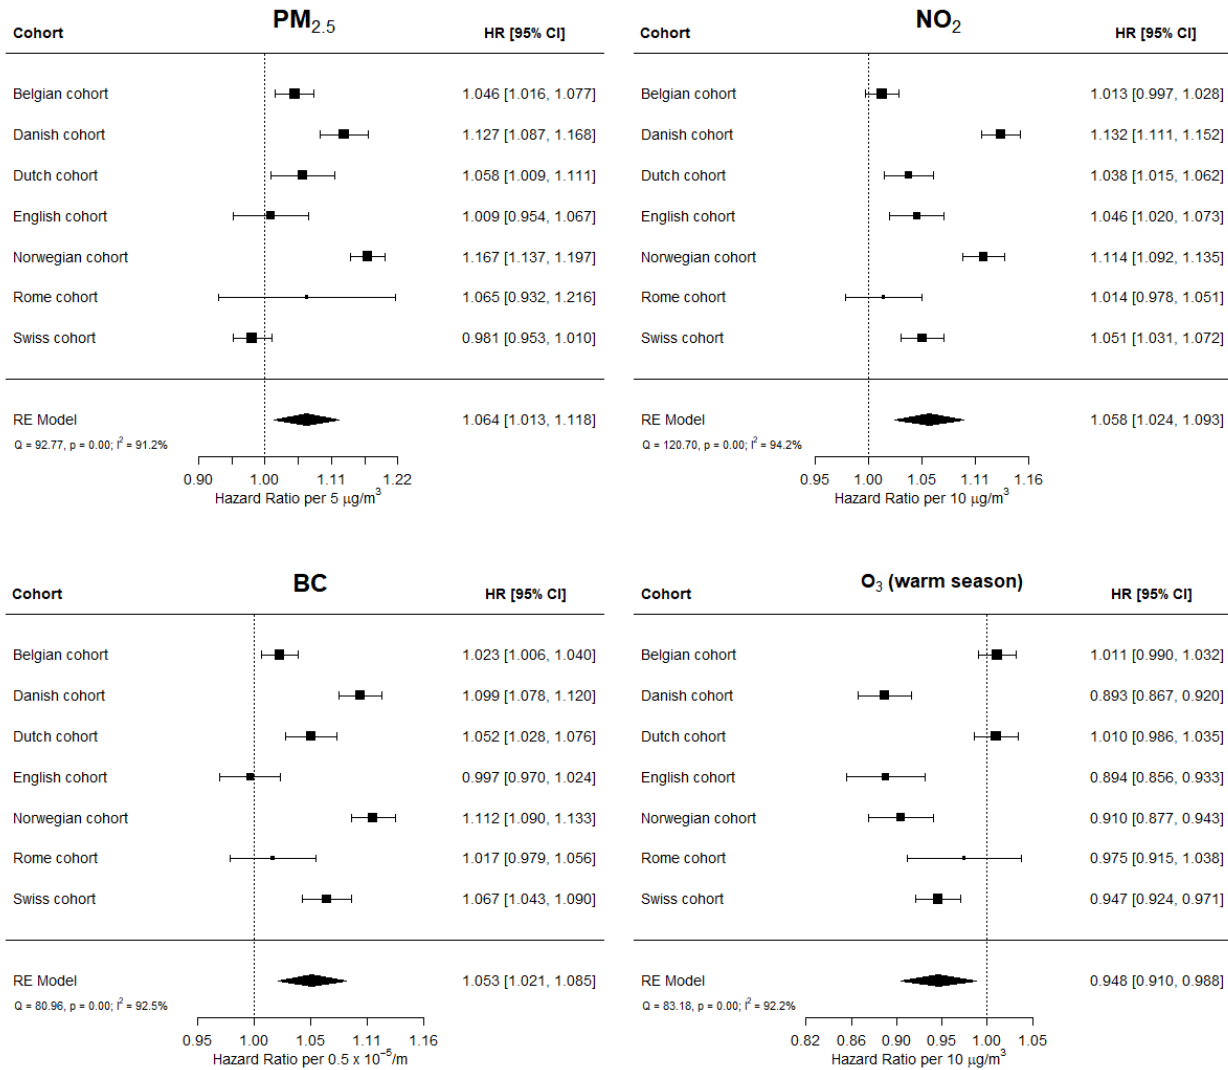 PM2.5
Cohort HR [95% CI]
Belgian cohort 1.046 [1.016, 1.077]
Danish cohort 1.127 [1.087, 1.168]
Dutch cohort 1.058 [1.009, 1.111]
English cohort 1.009 [0.954, 1.067]
Norwegian cohort 1.167 [1.137, 1.197]
Rome cohort 1.065 [0.932, 1.216]
Swiss cohort 0.981 [0.953, 1.010]
RE Model 1.064 [1.013, 1.118]
Q = 92.77, p = 0.00; I² = 91.2%
0.90 1.00 1.11 1.22
Hazard Ratio per 5 μg/m³
NO₂
Cohort HR [95% CI]
Belgian cohort 1.013 [0.997, 1.028]
Danish cohort 1.132 [1.111, 1.152]
Dutch cohort 1.038 [1.015, 1.062]
English cohort 1.046 [1.020, 1.073]
Norwegian cohort 1.114 [1.092, 1.135]
Rome cohort 1.014 [0.978, 1.051]
Swiss cohort 1.051 [1.031, 1.072]
RE Model 1.058 [1.024, 1.093]
Q = 120.70, p = 0.00; I² = 94.2%
0.95 1.00 1.05 1.11 1.16
Hazard Ratio per 10 μg/m³
BC
Cohort HR [95% CI]
Belgian cohort 1.023 [1.006, 1.040]
Danish cohort 1.099 [1.078, 1.120]
Dutch cohort 1.052 [1.028, 1.076]
English cohort 0.997 [0.970, 1.024]
Norwegian cohort 1.112 [1.090, 1.133]
Rome cohort 1.017 [0.979, 1.056]
Swiss cohort 1.067 [1.043, 1.090]
RE Model 1.053 [1.021, 1.085]
Q = 80.96, p = 0.00; I² = 92.5%
0.95 1.00 1.05 1.11 1.16
Hazard Ratio per 0.5 x 10⁻⁵/m
O₃ (warm season)
Cohort HR [95% CI]
Belgian cohort 1.011 [0.990, 1.032]
Danish cohort 0.893 [0.867, 0.920]
Dutch cohort 1.010 [0.986, 1.035]
English cohort 0.894 [0.856, 0.933]
Norwegian cohort 0.910 [0.877, 0.943]
Rome cohort 0.975 [0.915, 1.038]
Swiss cohort 0.947 [0.924, 0.971]
RE Model 0.948 [0.910, 0.988]
Q = 83.18, p = 0.00; I² = 92.2%
0.82 0.86 0.90 0.95 1.00 1.05
Hazard Ratio per 10 μg/m³